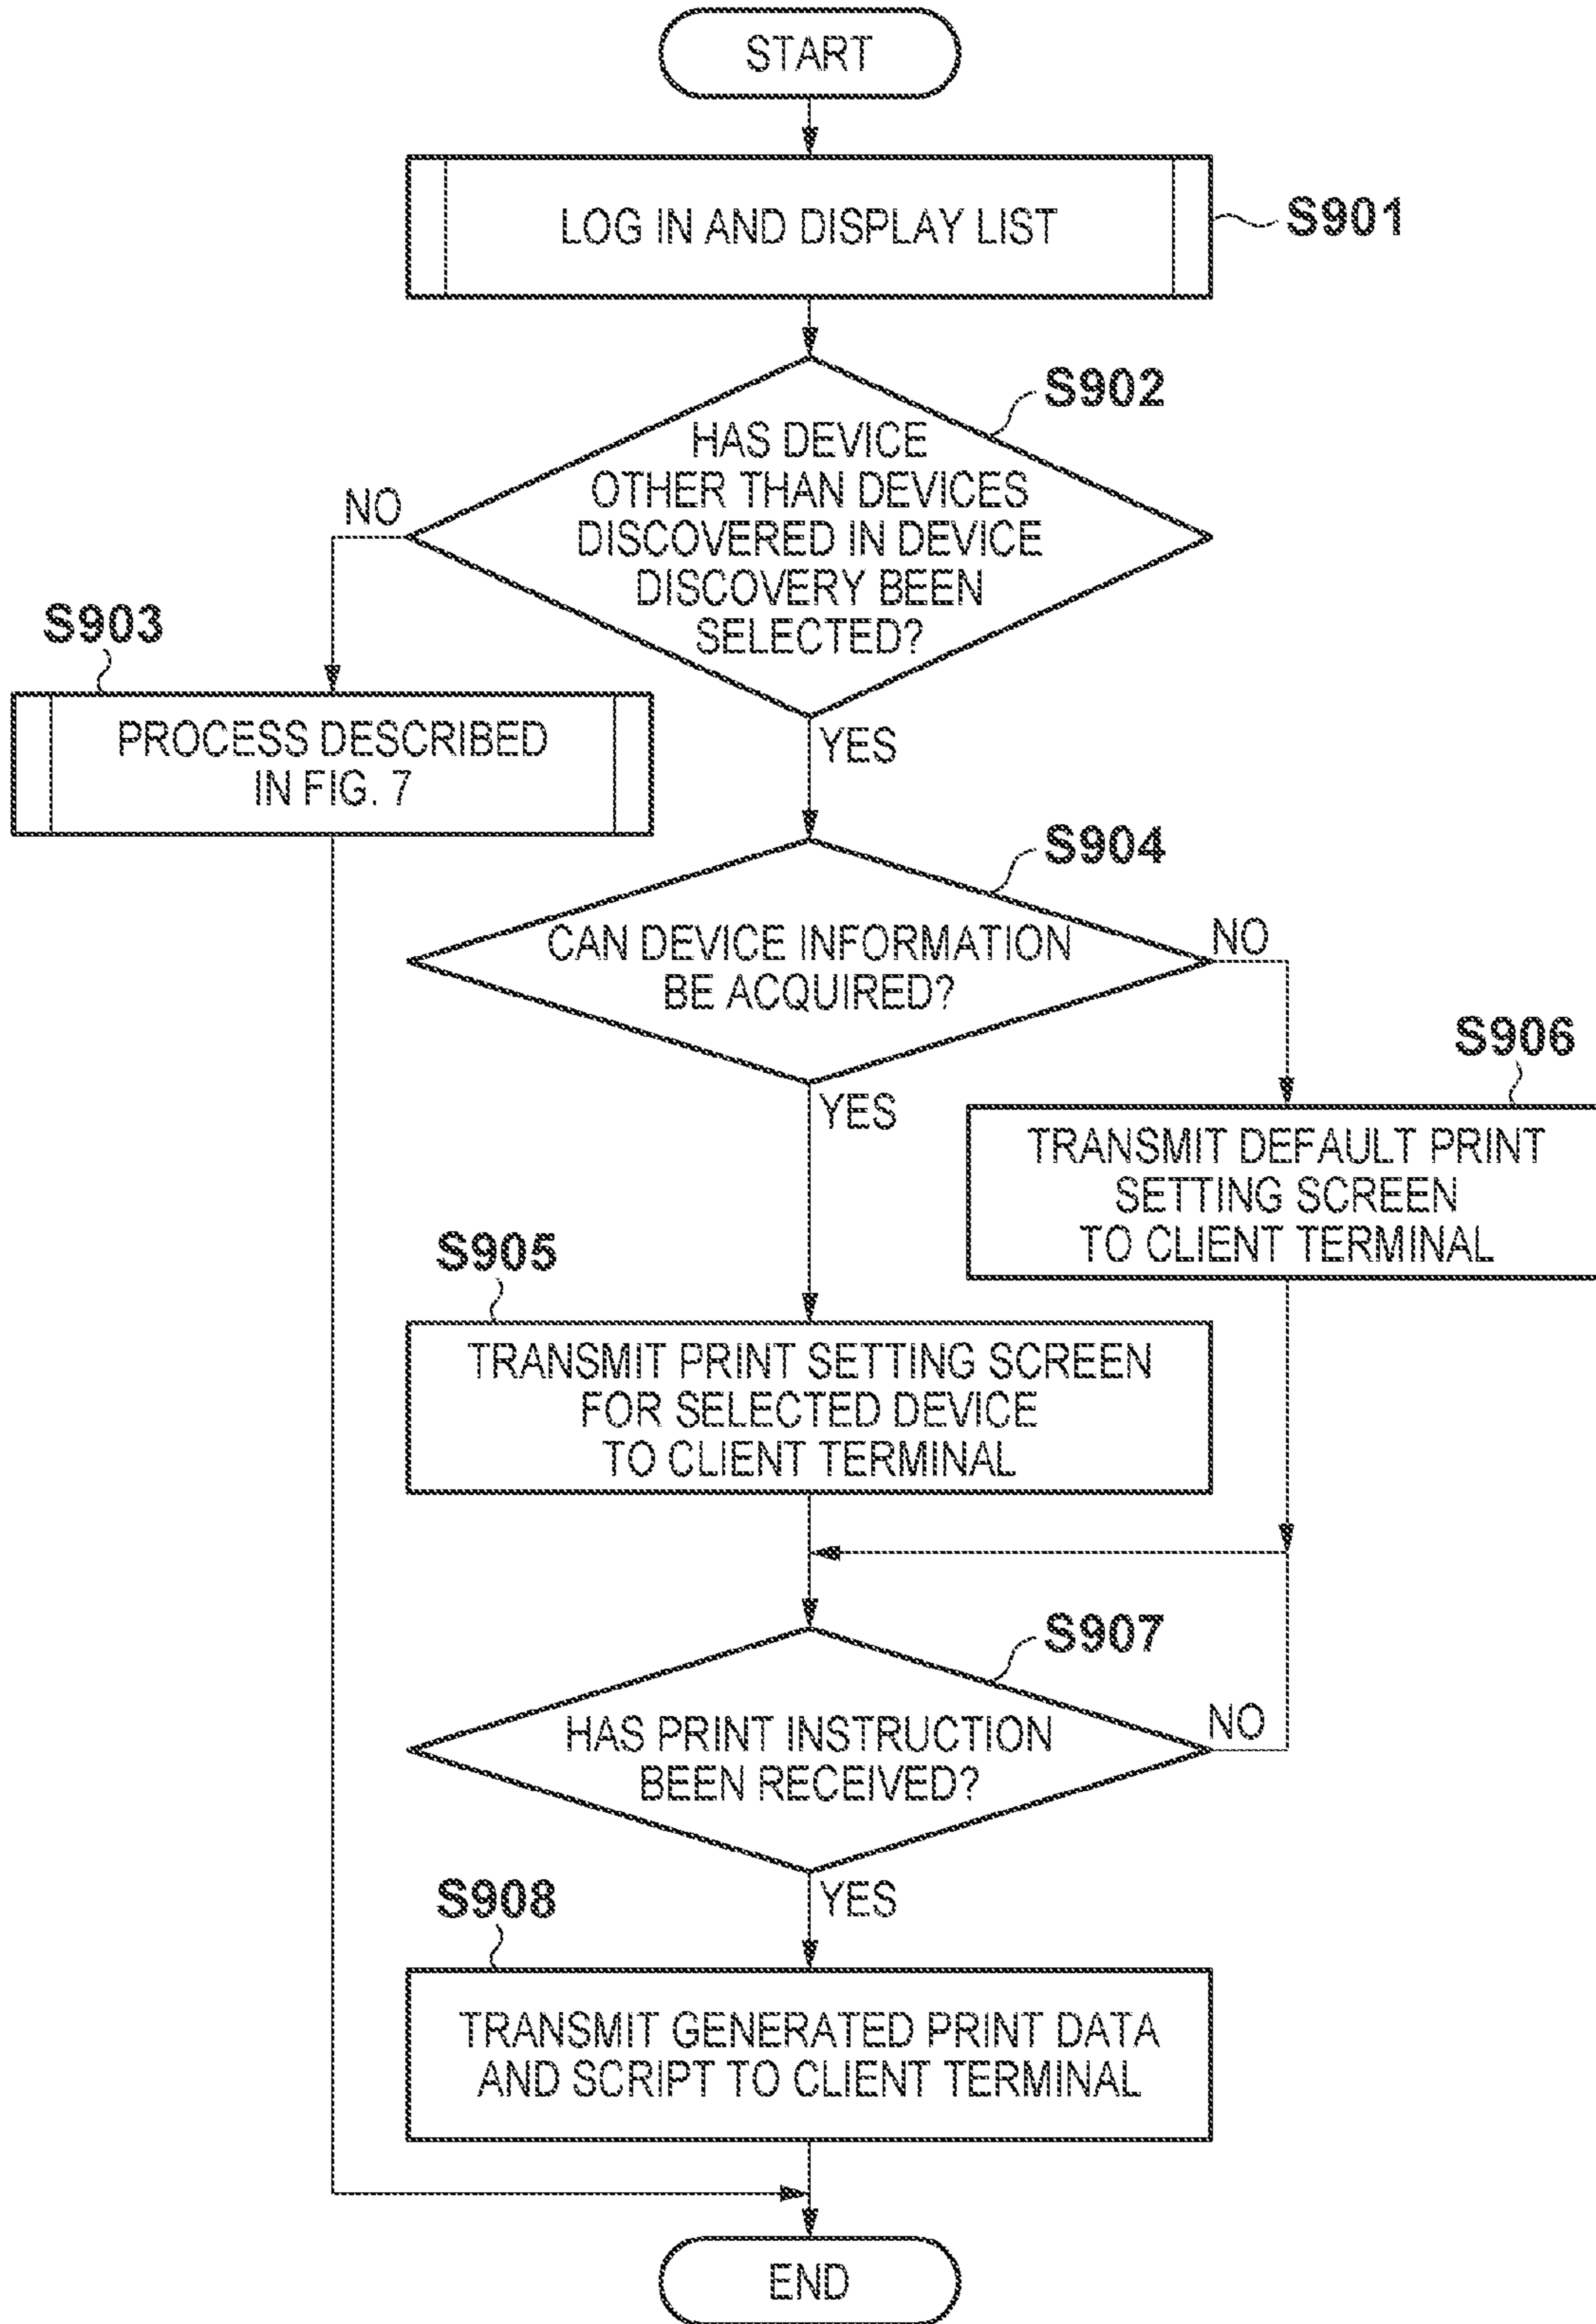 START
LOG IN AND DISPLAY LIST
S901
S902
HAS DEVICE
OTHER THAN DEVICES
DISCOVERED IN DEVICE
DISCOVERY BEEN
SELECTED?
NO
YES
S903
PROCESS DESCRIBED
IN FIG. 7
S904
CAN DEVICE INFORMATION
BE ACQUIRED?
NO
YES
S906
TRANSMIT DEFAULT PRINT
SETTING SCREEN
TO CLIENT TERMINAL
S905
TRANSMIT PRINT SETTING SCREEN
FOR SELECTED DEVICE
TO CLIENT TERMINAL
S907
HAS PRINT INSTRUCTION
BEEN RECEIVED?
NO
YES
S908
TRANSMIT GENERATED PRINT DATA
AND SCRIPT TO CLIENT TERMINAL
END